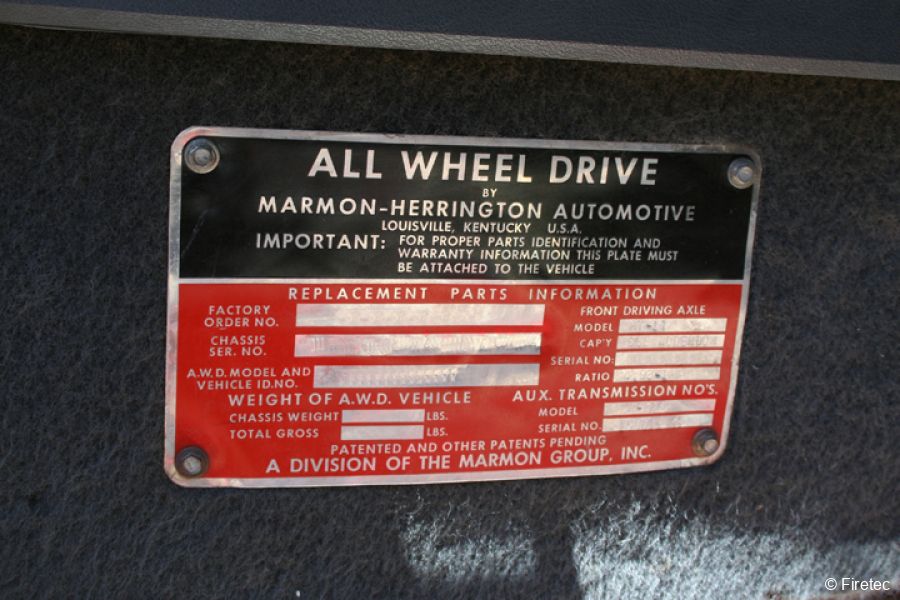 ALL WHEEL DRIVE
BY
MARMON-HERRINGTON AUTOMOTIVE
LOUISVILLE, KENTUCKY U.S.A.
IMPORTANT: FOR PROPER PARTS IDENTIFICATION AND
WARRANTY INFORMATION THIS PLATE MUST
BE ATTACHED TO THE VEHICLE
REPLACEMENT PARTS INFORMATION
FACTORY
ORDER NO.
CHASSIS
SER. NO.
A.W.D. MODEL AND
VEHICLE ID.NO.
FRONT DRIVING AXLE
MODEL
CAP'Y
SERIAL NO:
RATIO
WEIGHT OF A.W.D. VEHICLE
CHASSIS WEIGHT LBS.
TOTAL GROSS LBS.
AUX. TRANSMISSION NO'S.
MODEL
SERIAL NO.
PATENTED AND OTHER PATENTS PENDING
A DIVISION OF THE MARMON GROUP, INC.
© Firetec